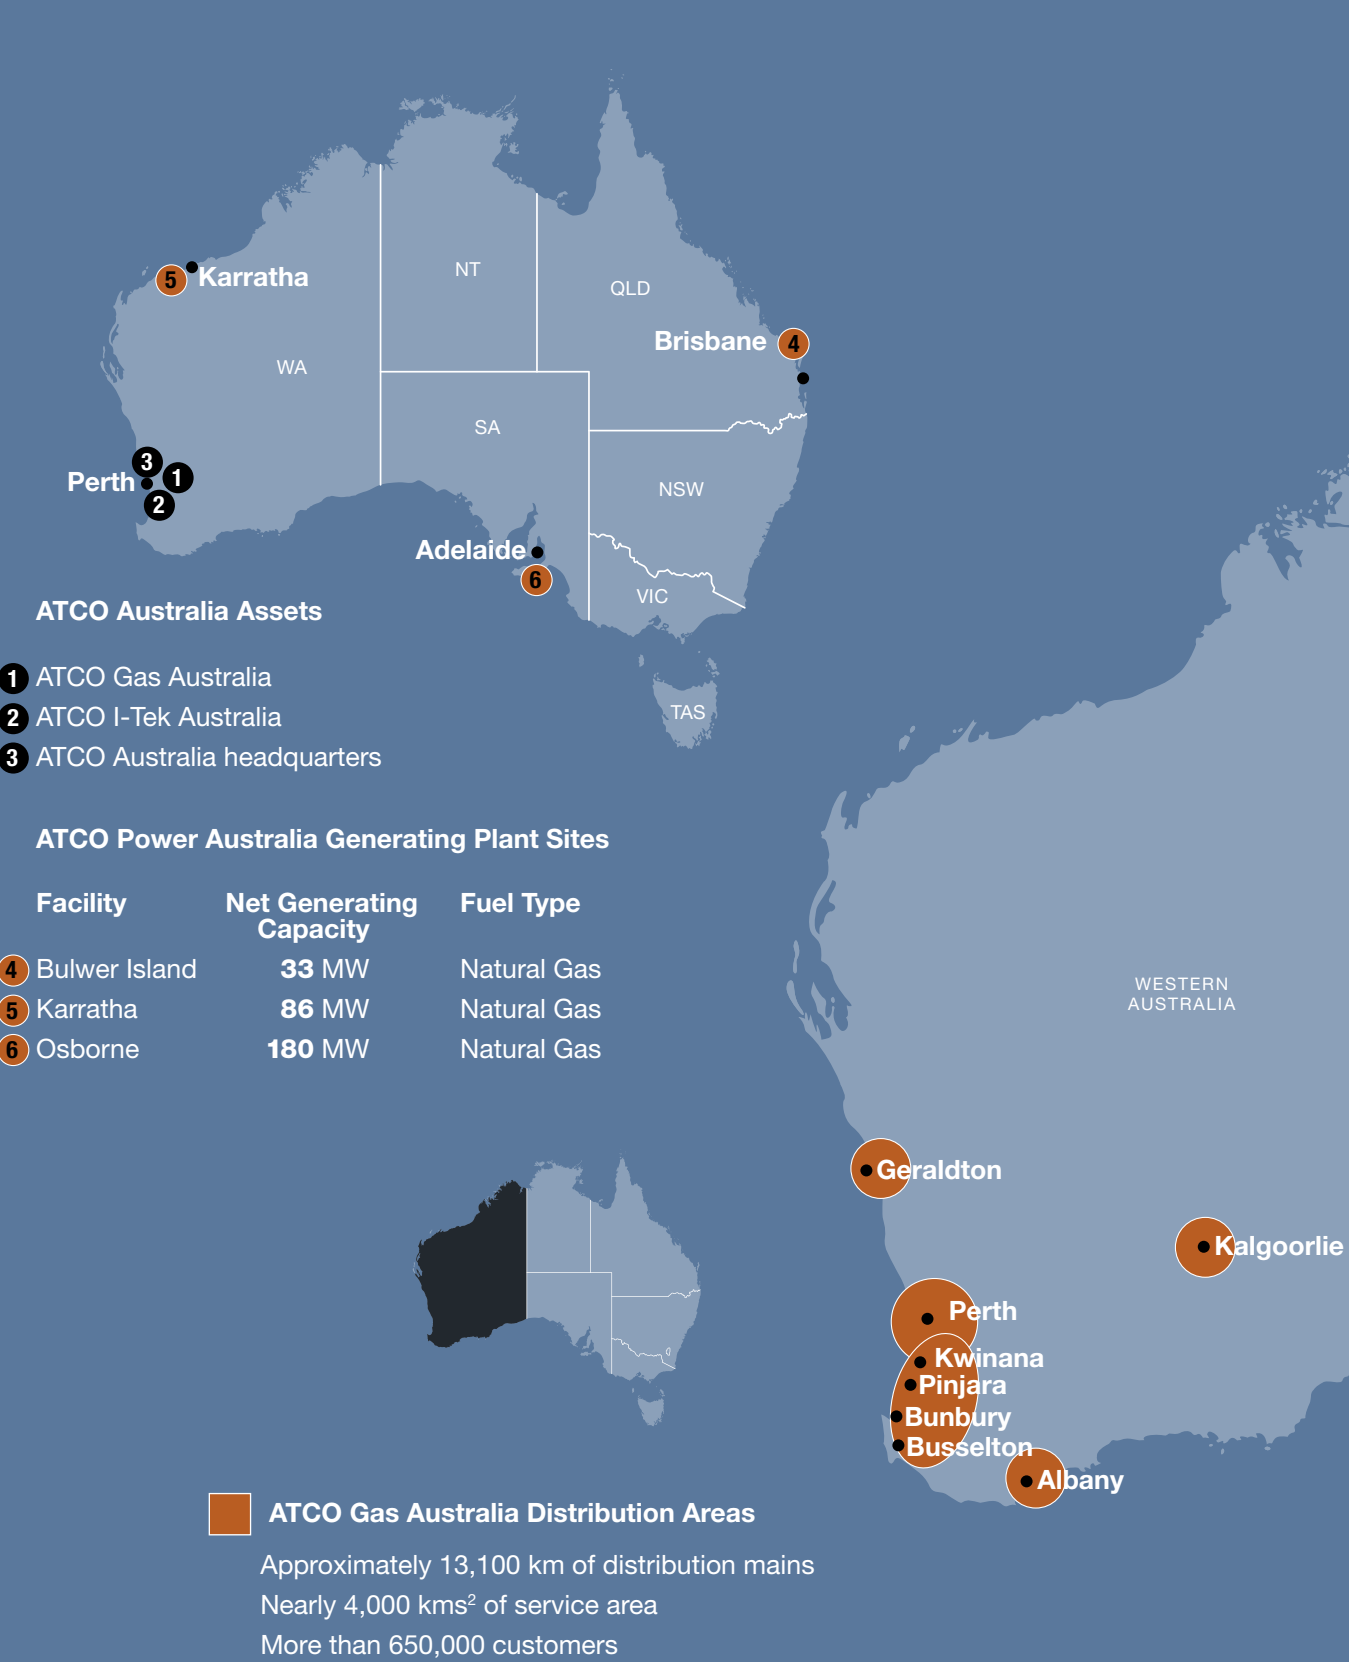 NT
QLD
5 Karratha
Brisbane 4
WA
SA
3
Perth 1
2
NSW
Adelaide
6
VIC
TAS
ATCO Australia Assets
1 ATCO Gas Australia
2 ATCO I-Tek Australia
3 ATCO Australia headquarters
ATCO Power Australia Generating Plant Sites
Facility Net Generating Capacity Fuel Type
4 Bulwer Island 33 MW Natural Gas
5 Karratha 86 MW Natural Gas
6 Osborne 180 MW Natural Gas
WESTERN
AUSTRALIA
Geraldton
Kalgoorlie
Perth
Kwinana
Pinjara
Bunbury
Busselton
Albany
ATCO Gas Australia Distribution Areas
Approximately 13,100 km of distribution mains
Nearly 4,000 kms² of service area
More than 650,000 customers